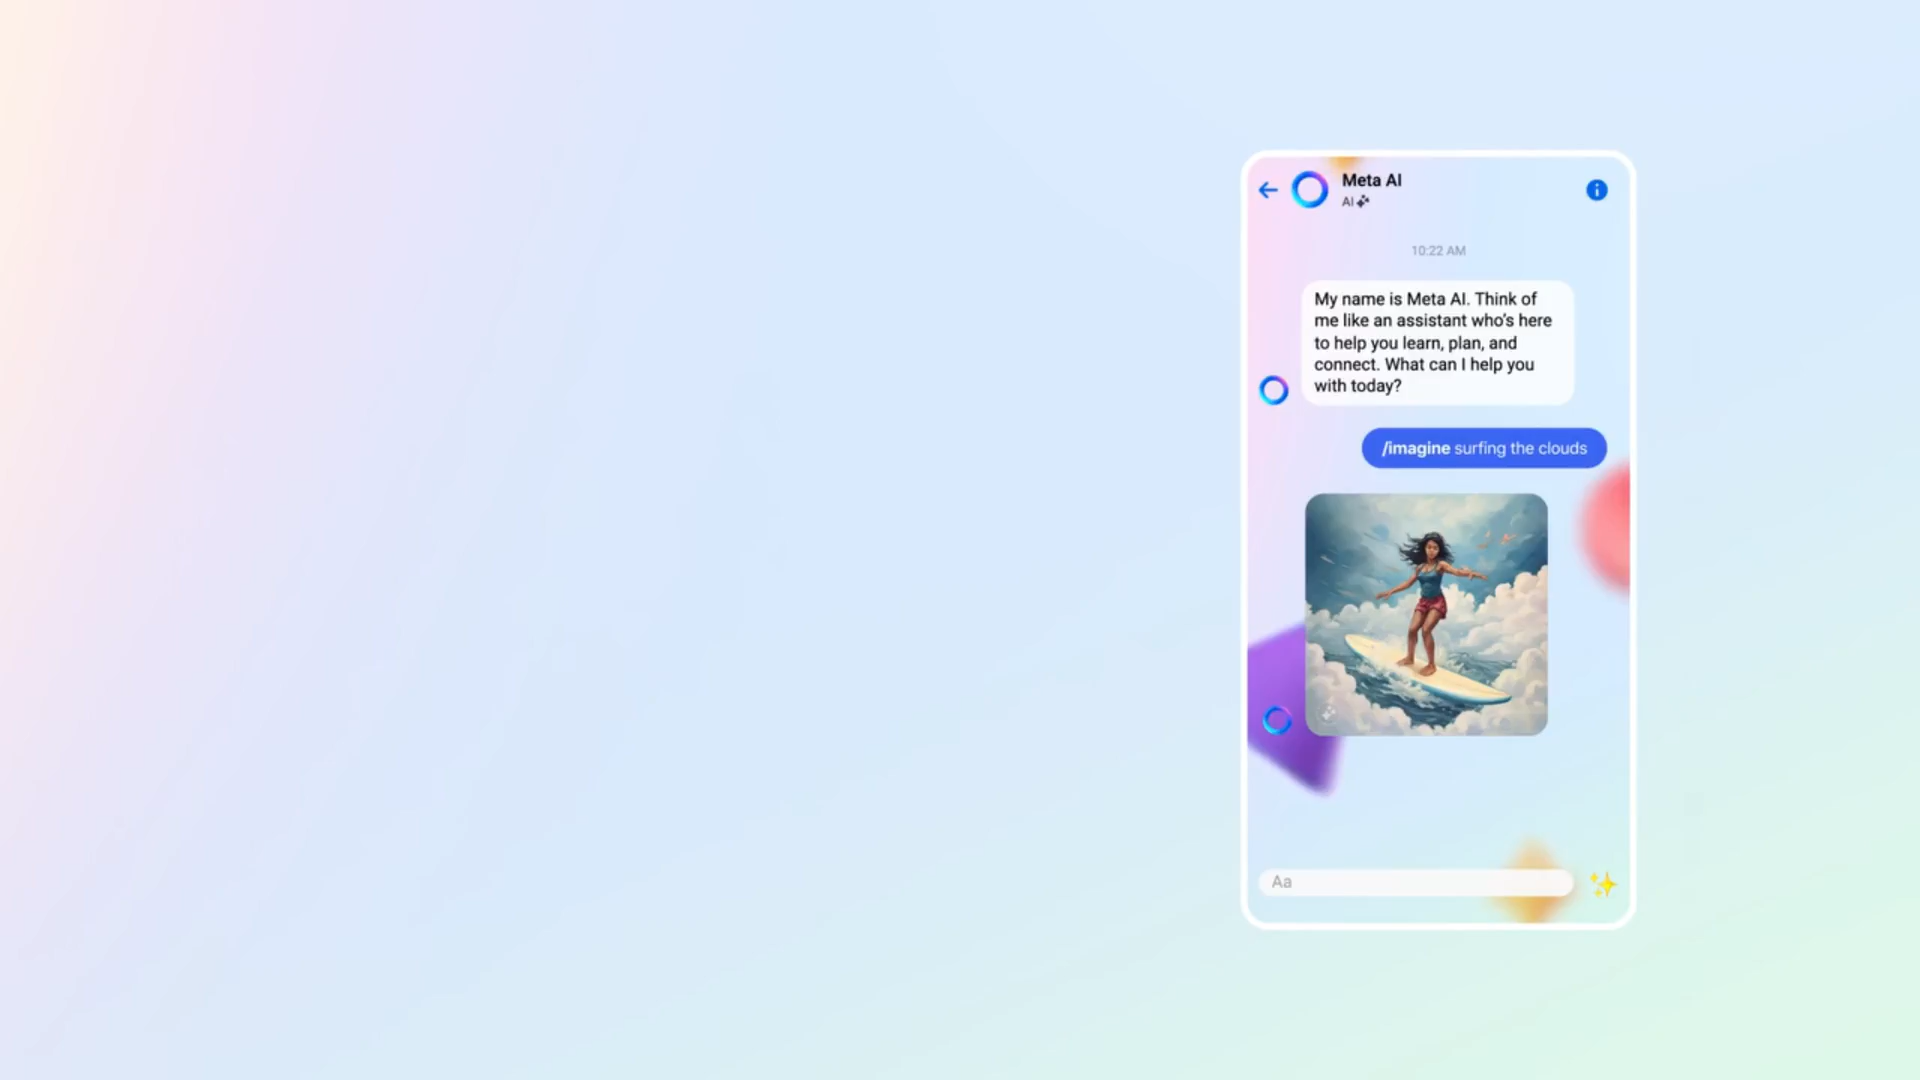 Meta AI
AI
10:22 AM
My name is Meta AI. Think of
me like an assistant who's here
to help you learn, plan, and
connect. What can I help you
with today?
/imagine surfing the clouds
Aa